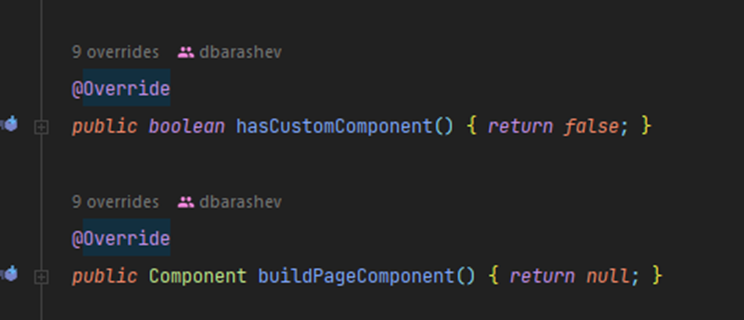 9 overrides dbarashev
@Override
public boolean hasCustomComponent() { return false; }
9 overrides dbarashev
@Override
public Component buildPageComponent() { return null; }